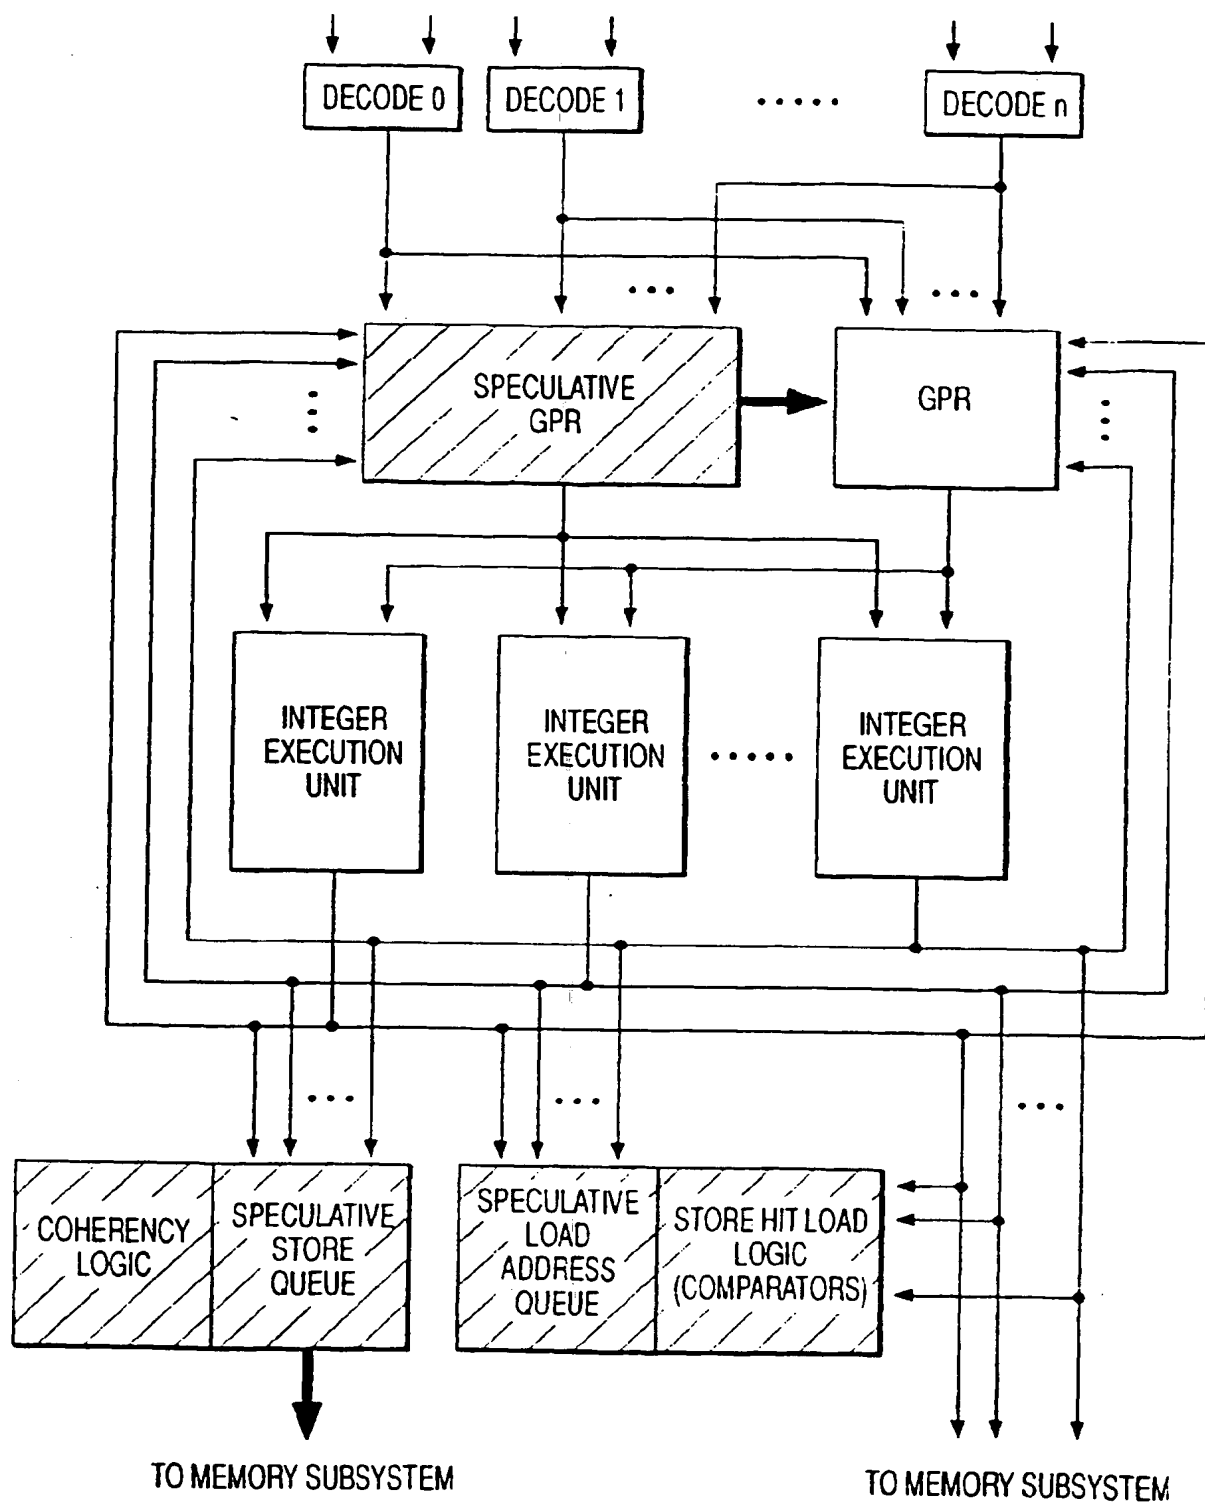 DECODE 0
DECODE 1
DECODE n
SPECULATIVE
GPR
GPR
INTEGER
EXECUTION
UNIT
INTEGER
EXECUTION
UNIT
INTEGER
EXECUTION
UNIT
COHERENCY
LOGIC
SPECULATIVE
STORE
QUEUE
SPECULATIVE
LOAD
ADDRESS
QUEUE
STORE HIT LOAD
LOGIC
(COMPARATORS)
TO MEMORY SUBSYSTEM
TO MEMORY SUBSYSTEM